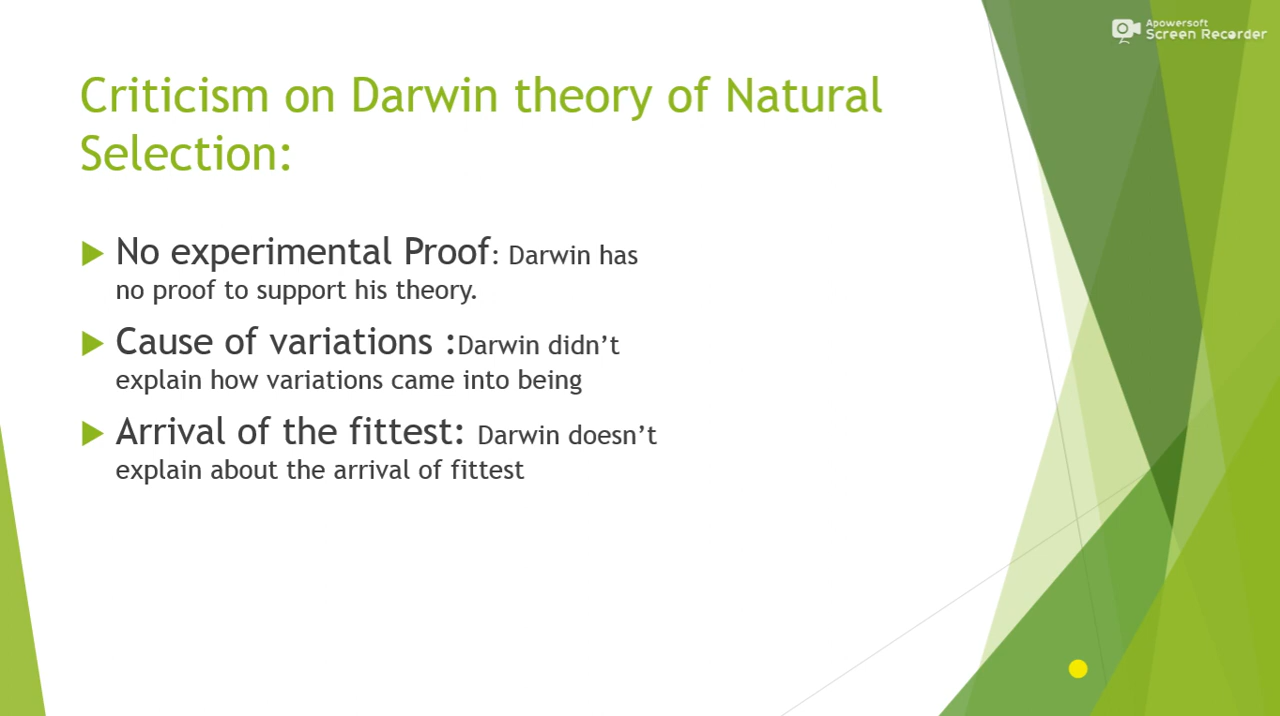 Apowersoft
Screen Recorder
Criticism on Darwin theory of Natural
Selection:
No experimental Proof: Darwin has
no proof to support his theory.
Cause of variations :Darwin didn’t
explain how variations came into being
Arrival of the fittest: Darwin doesn’t
explain about the arrival of fittest